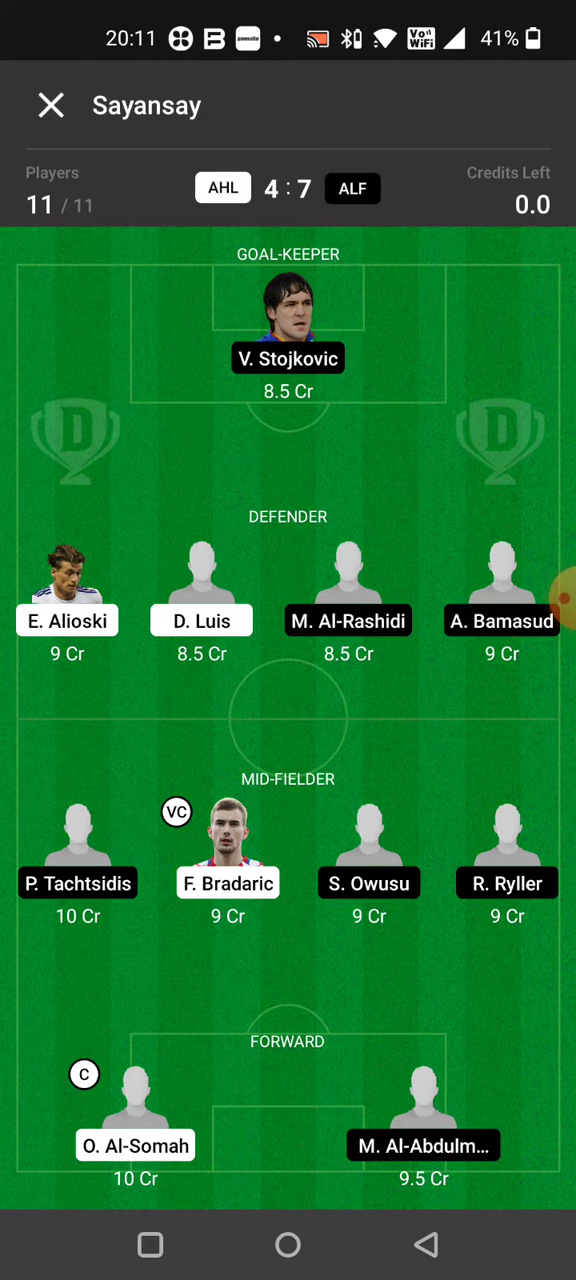 20:11 zomato Vo WiFi 41%
Sayansay
Players
Credits Left
11 / 11
AHL 4 : 7 ALF
0.0
GOAL-KEEPER
V. Stojkovic
8.5 Cr
D D
DEFENDER
E. Alioski D. Luis M. Al-Rashidi A. Bamasud
9 Cr 8.5 Cr 8.5 Cr 9 Cr
MID-FIELDER
VC
P. Tachtsidis F. Bradaric S. Owusu R. Ryller
10 Cr 9 Cr 9 Cr 9 Cr
FORWARD
C
O. Al-Somah M. Al-Abdulm...
10 Cr 9.5 Cr